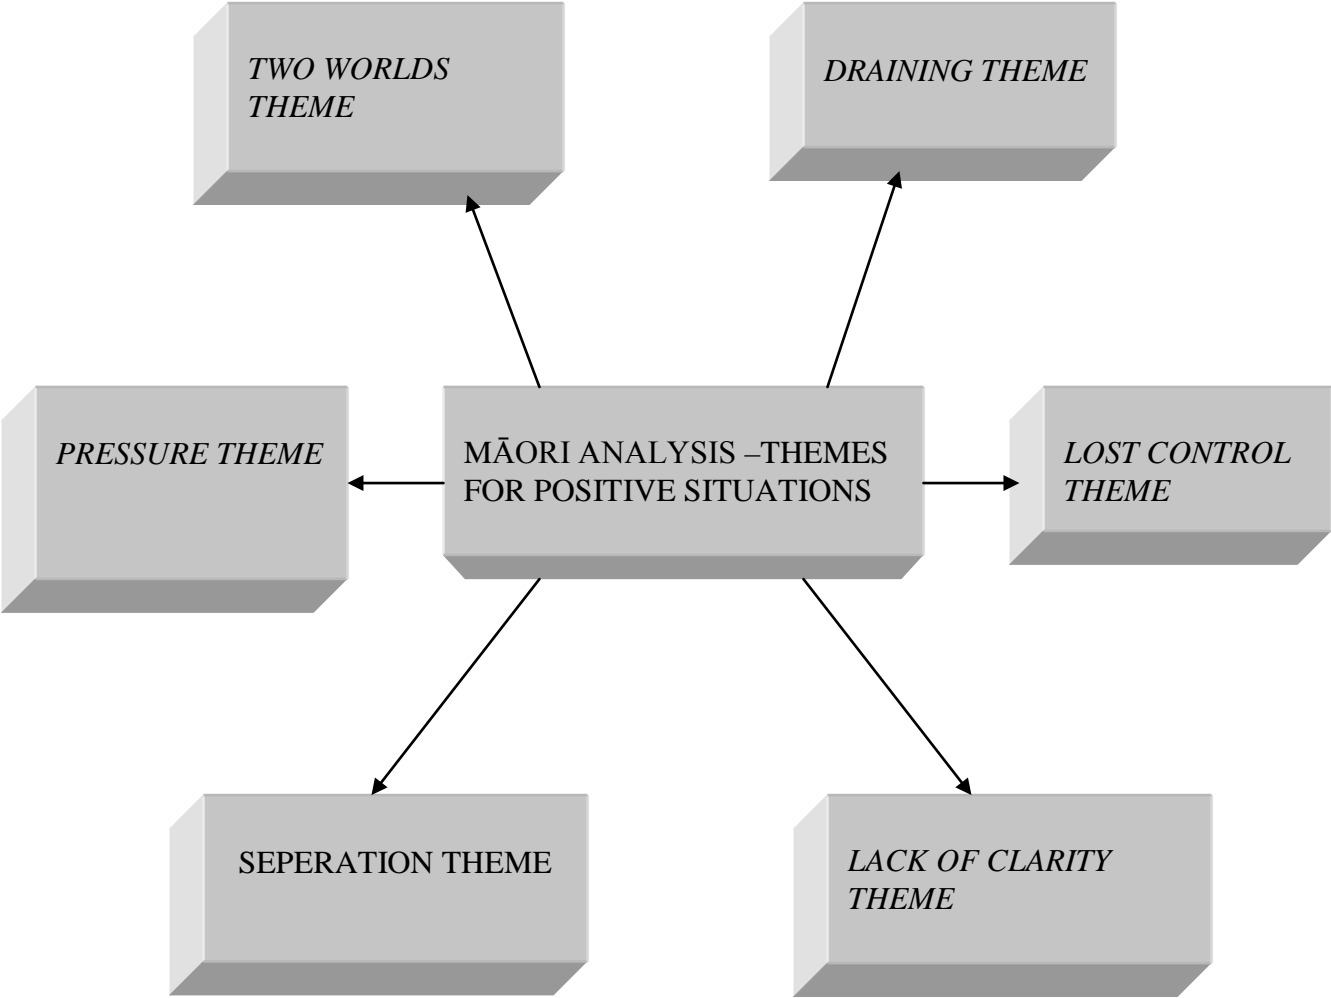 TWO WORLDS
THEME
DRAINING THEME
PRESSURE THEME
MĀORI ANALYSIS –THEMES
FOR POSITIVE SITUATIONS
LOST CONTROL
THEME
SEPERATION THEME
LACK OF CLARITY
THEME